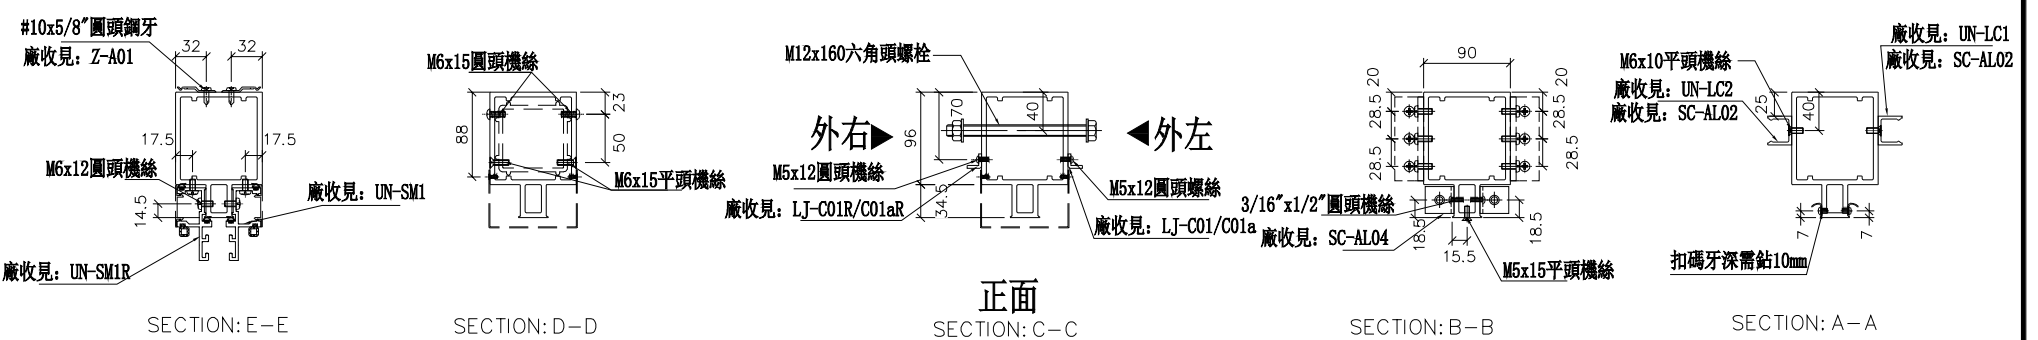 #10x5/8"圓頭鋼牙
廠收見: Z-A01
32
32
17.5
17.5
M6x12圓頭機絲
14.5
廠收見: UN-SM1
廠收見: UN-SM1R
SECTION: E-E
M6x15圓頭機絲
88
23
50
M6x15平頭機絲
SECTION: D-D
M12x160六角頭螺栓
外右
外左
96
70
40
34.5
M5x12圓頭機絲
廠收見: LJ-C01R/C01aR
M5x12圓頭螺絲
廠收見: LJ-C01/C01a
正面
SECTION: C-C
90
20
20
28.5
28.5
28.5
28.5
3/16"x1/2"圓頭機絲
18.5
18.5
廠收見: SC-AL04
15.5
M5x15平頭機絲
SECTION: B-B
廠收見: UN-LC1
廠收見: SC-AL02
M6x10平頭機絲
廠收見: UN-LC2
廠收見: SC-AL02
25
40
7
7
扣碼牙深需鉆10mm
SECTION: A-A